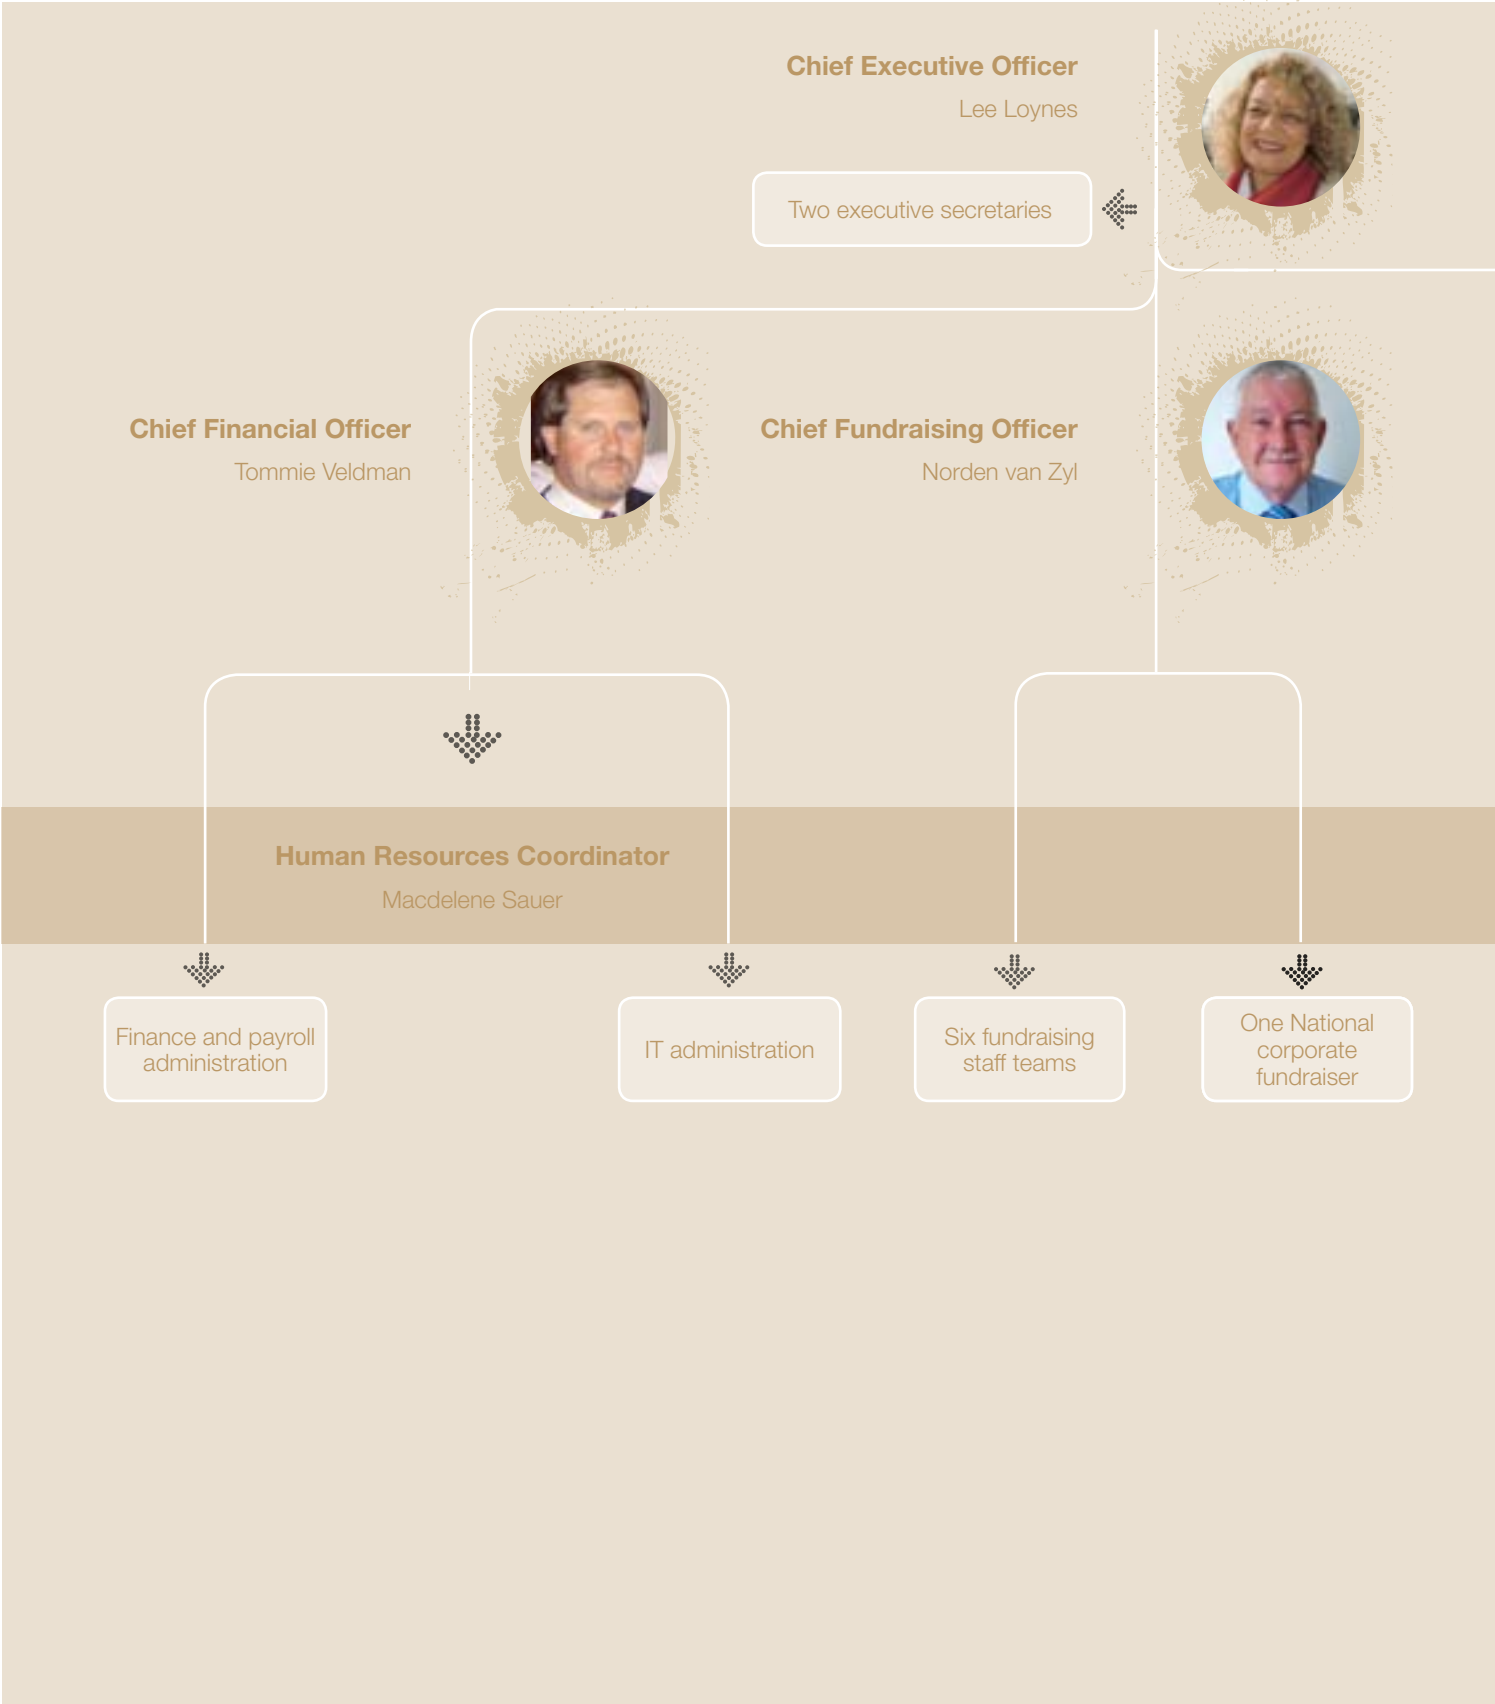 Chief Executive Officer
Lee Loynes
Two executive secretaries
Chief Financial Officer
Tommie Veldman
Chief Fundraising Officer
Norden van Zyl
Human Resources Coordinator
Macdelene Sauer
Finance and payroll
administration
IT administration
Six fundraising
staff teams
One National
corporate
fundraiser